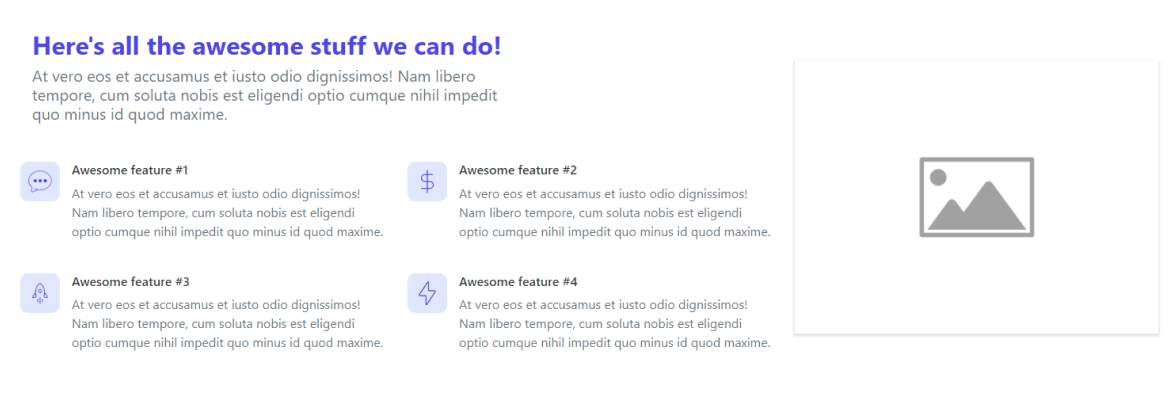 Here's all the awesome stuff we can do!
At vero eos et accusamus et iusto odio dignissimos! Nam libero
tempore, cum soluta nobis est eligendi optio cumque nihil impedit
quo minus id quod maxime.
Awesome feature #1
At vero eos et accusamus et iusto odio dignissimos!
Nam libero tempore, cum soluta nobis est eligendi
optio cumque nihil impedit quo minus id quod maxime.
Awesome feature #2
At vero eos et accusamus et iusto odio dignissimos!
Nam libero tempore, cum soluta nobis est eligendi
optio cumque nihil impedit quo minus id quod maxime.
Awesome feature #3
At vero eos et accusamus et iusto odio dignissimos!
Nam libero tempore, cum soluta nobis est eligendi
optio cumque nihil impedit quo minus id quod maxime.
Awesome feature #4
At vero eos et accusamus et iusto odio dignissimos!
Nam libero tempore, cum soluta nobis est eligendi
optio cumque nihil impedit quo minus id quod maxime.